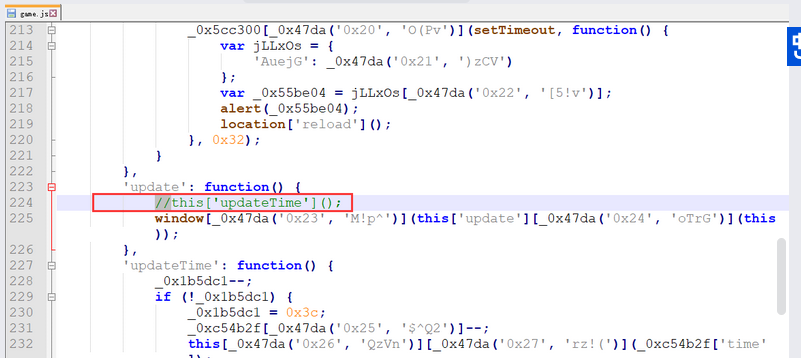 game.js
213 _0x5cc300[_0x47da('0x20', 'O(Pv')](setTimeout, function() {
214 var jLLxOs = {
215 'AuejG': _0x47da('0x21', ')zCV')
216 };
217 var _0x55be04 = jLLxOs[_0x47da('0x22', '[5!v')];
218 alert(_0x55be04);
219 location['reload']();
220 }, 0x32);
221 }
222 },
223 'update': function() {
224 //this['updateTime']();
225 window[_0x47da('0x23', 'M!p^')](this['update'][_0x47da('0x24', 'oTrG')](this
));
226 },
227 'updateTime': function() {
228 _0x1b5dc1--;
229 if (!_0x1b5dc1) {
230 _0x1b5dc1 = 0x3c;
231 _0xc54b2f[_0x47da('0x25', '$^Q2')]--;
232 this[_0x47da('0x26', 'QzVn')][_0x47da('0x27', 'rz!(')](_0xc54b2f['time'